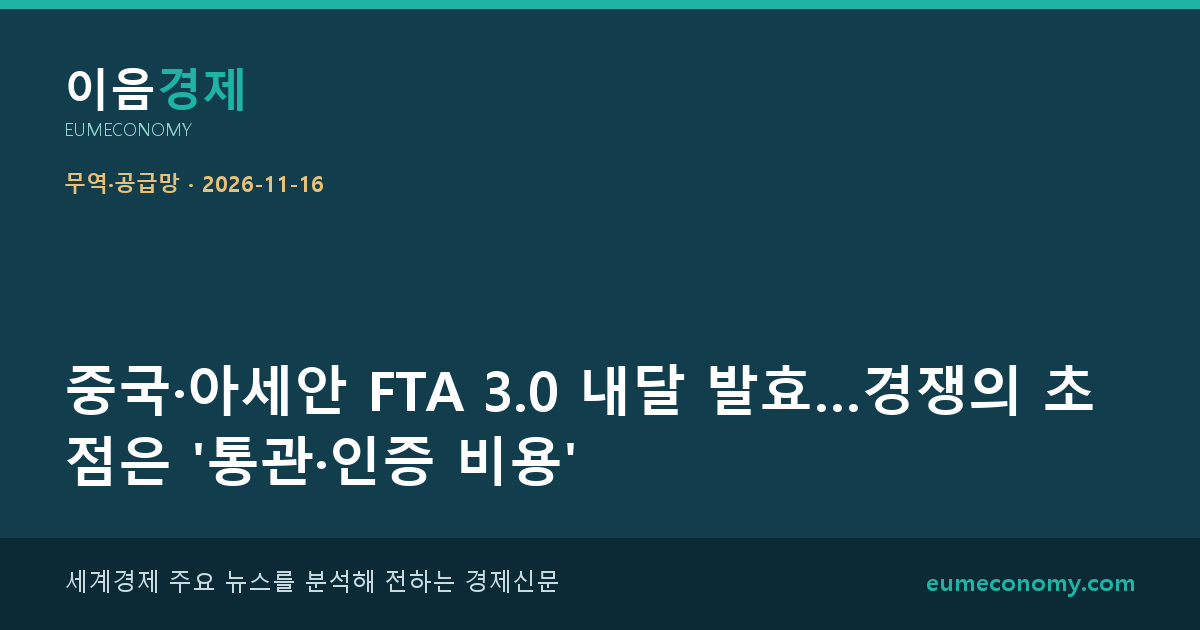 이음경제
EUMECONOMY
무역·공급망 · 2026-11-16
중국·아세안 FTA 3.0 내달 발효…경쟁의 초
점은 '통관·인증 비용'
세계경제 주요 뉴스를 분석해 전하는 경제신문
eumeconomy.com